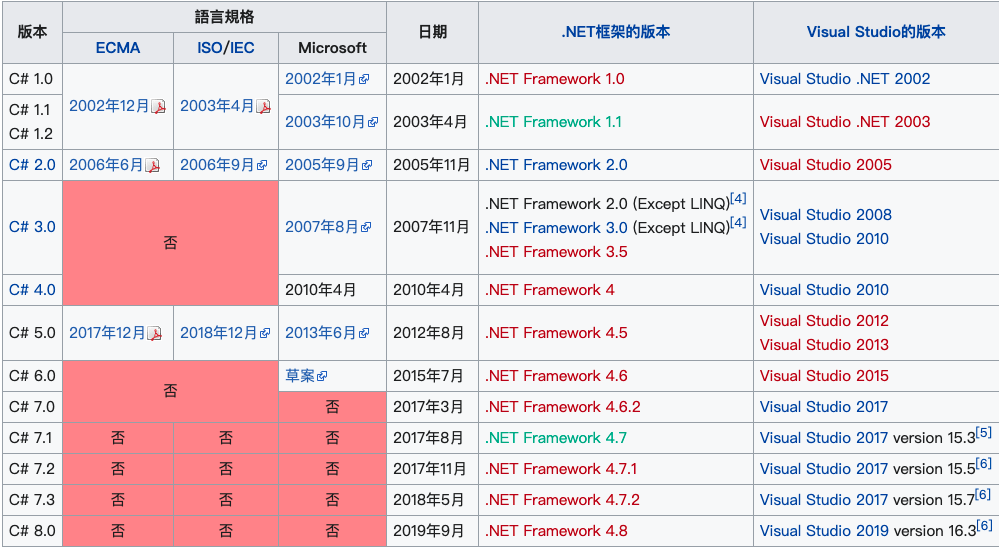 版本 語言規格 日期 .NET框架的版本 Visual Studio的版本
ECMA ISO/IEC Microsoft
C# 1.0 2002年12月 2003年4月 2002年1月 2002年1月 .NET Framework 1.0 Visual Studio .NET 2002
C# 1.1
C# 1.2 2003年10月 2003年4月 .NET Framework 1.1 Visual Studio .NET 2003
C# 2.0 2006年6月 2006年9月 2005年9月 2005年11月 .NET Framework 2.0 Visual Studio 2005
C# 3.0 否 2007年8月 2007年11月 .NET Framework 2.0 (Except LINQ)[4]
.NET Framework 3.0 (Except LINQ)[4]
.NET Framework 3.5
Visual Studio 2008
Visual Studio 2010
C# 4.0 2010年4月 2010年4月 .NET Framework 4 Visual Studio 2010
C# 5.0 2017年12月 2018年12月 2013年6月 2012年8月 .NET Framework 4.5 Visual Studio 2012
Visual Studio 2013
C# 6.0 否 草案 2015年7月 .NET Framework 4.6 Visual Studio 2015
C# 7.0 否 2017年3月 .NET Framework 4.6.2 Visual Studio 2017
C# 7.1 否 否 否 2017年8月 .NET Framework 4.7 Visual Studio 2017 version 15.3[5]
C# 7.2 否 否 否 2017年11月 .NET Framework 4.7.1 Visual Studio 2017 version 15.5[6]
C# 7.3 否 否 否 2018年5月 .NET Framework 4.7.2 Visual Studio 2017 version 15.7[6]
C# 8.0 否 否 否 2019年9月 .NET Framework 4.8 Visual Studio 2019 version 16.3[6]